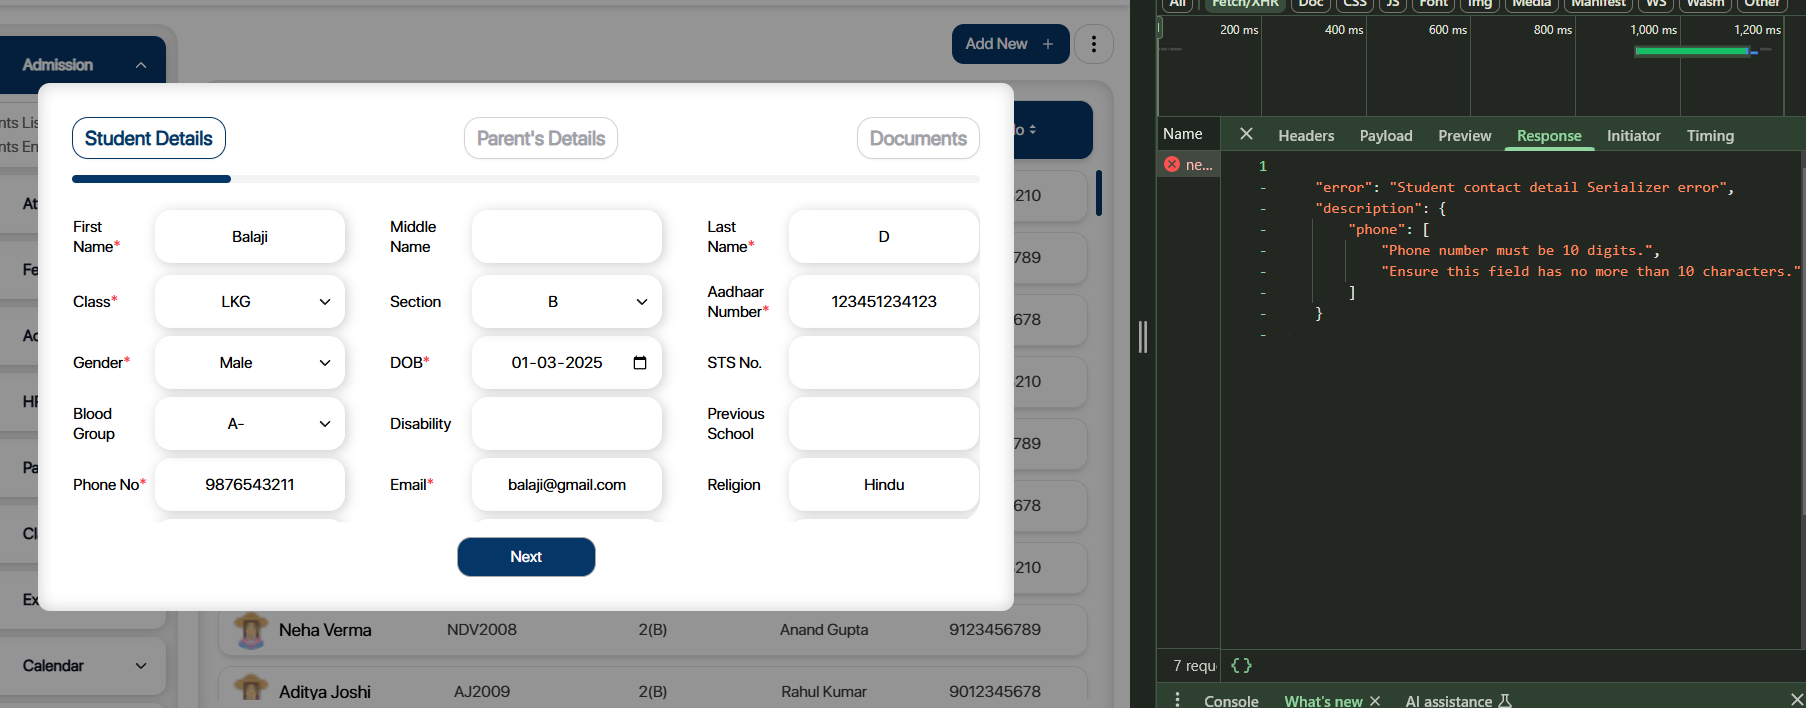 Add New +
Admission
nts Lis
nts En
At
Fe
Ac
HR
Pa
Cl
Ex
Calendar
Student Details
Parent's Details
Documents
First Name*
Balaji
Middle Name
Last Name*
D
Class*
LKG
Section
B
Aadhaar Number*
123451234123
Gender*
Male
DOB*
01-03-2025
STS No.
Blood Group
A-
Disability
Previous School
Phone No*
9876543211
Email*
balaji@gmail.com
Religion
Hindu
Next
210
789
678
210
789
678
210
Neha Verma NDV2008 2(B) Anand Gupta 9123456789
Aditya Joshi AJ2009 2(B) Rahul Kumar 9012345678
All Fetch/XHR Doc CSS JS Font Img Media Manifest WS Wasm Other
200 ms 400 ms 600 ms 800 ms 1,000 ms 1,200 ms
Name
Headers Payload Preview Response Initiator Timing
ne...
1
"error": "Student contact detail Serializer error",
"description": {
"phone": [
"Phone number must be 10 digits.",
"Ensure this field has no more than 10 characters."
]
}
7 requ
{ }
Console What's new AI assistance